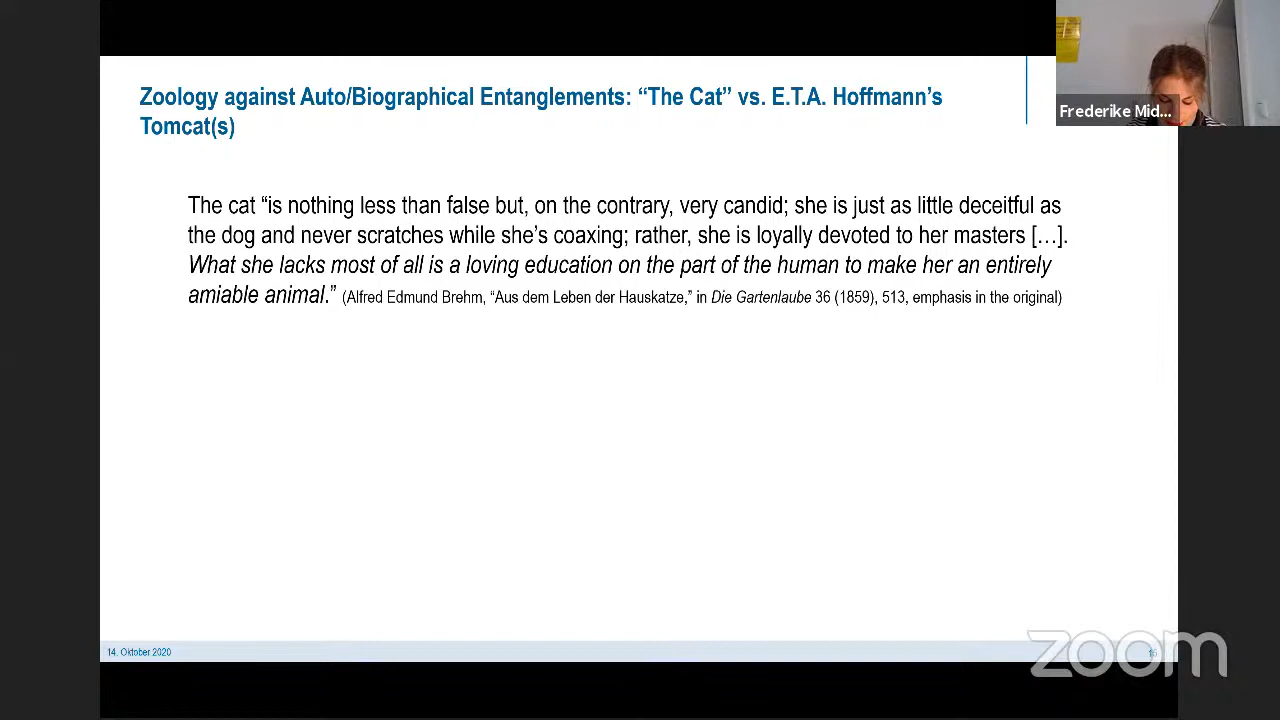 Zoology against Auto/Biographical Entanglements: “The Cat” vs. E.T.A. Hoffmann’s
Tomcat(s)
Frederike Mid...
The cat “is nothing less than false but, on the contrary, very candid; she is just as little deceitful as
the dog and never scratches while she’s coaxing; rather, she is loyally devoted to her masters […].
What she lacks most of all is a loving education on the part of the human to make her an entirely
amiable animal.” (Alfred Edmund Brehm, “Aus dem Leben der Hauskatze,” in Die Gartenlaube 36 (1859), 513, emphasis in the original)
14. Oktober 2020
zoom